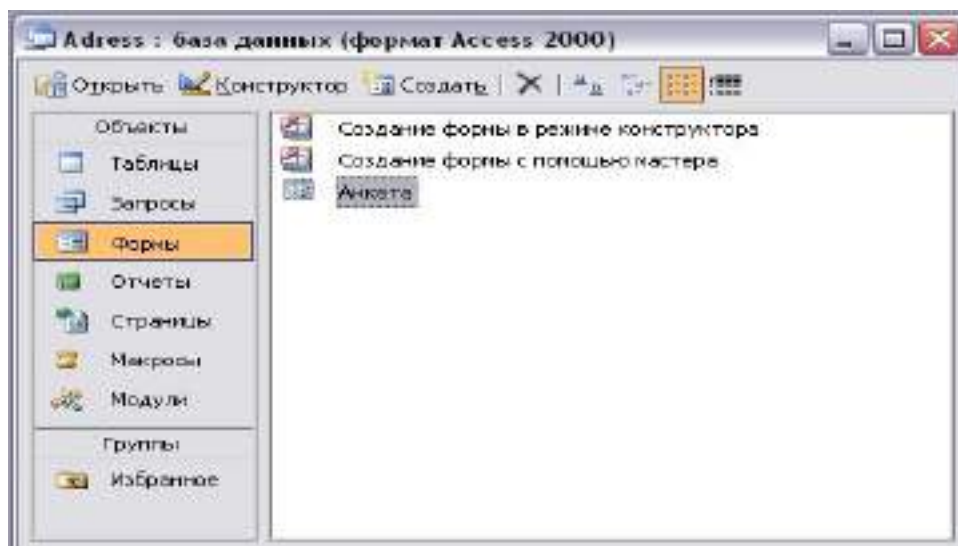 Adress : база данных (формат Access 2000)
Открыть Конструктор Создать
Объекты
Таблицы
Запросы
Формы
Отчеты
Страницы
Макросы
Модули
Группы
Избранное
Создание формы в режиме конструктора
Создание формы с помощью мастера
Анкета